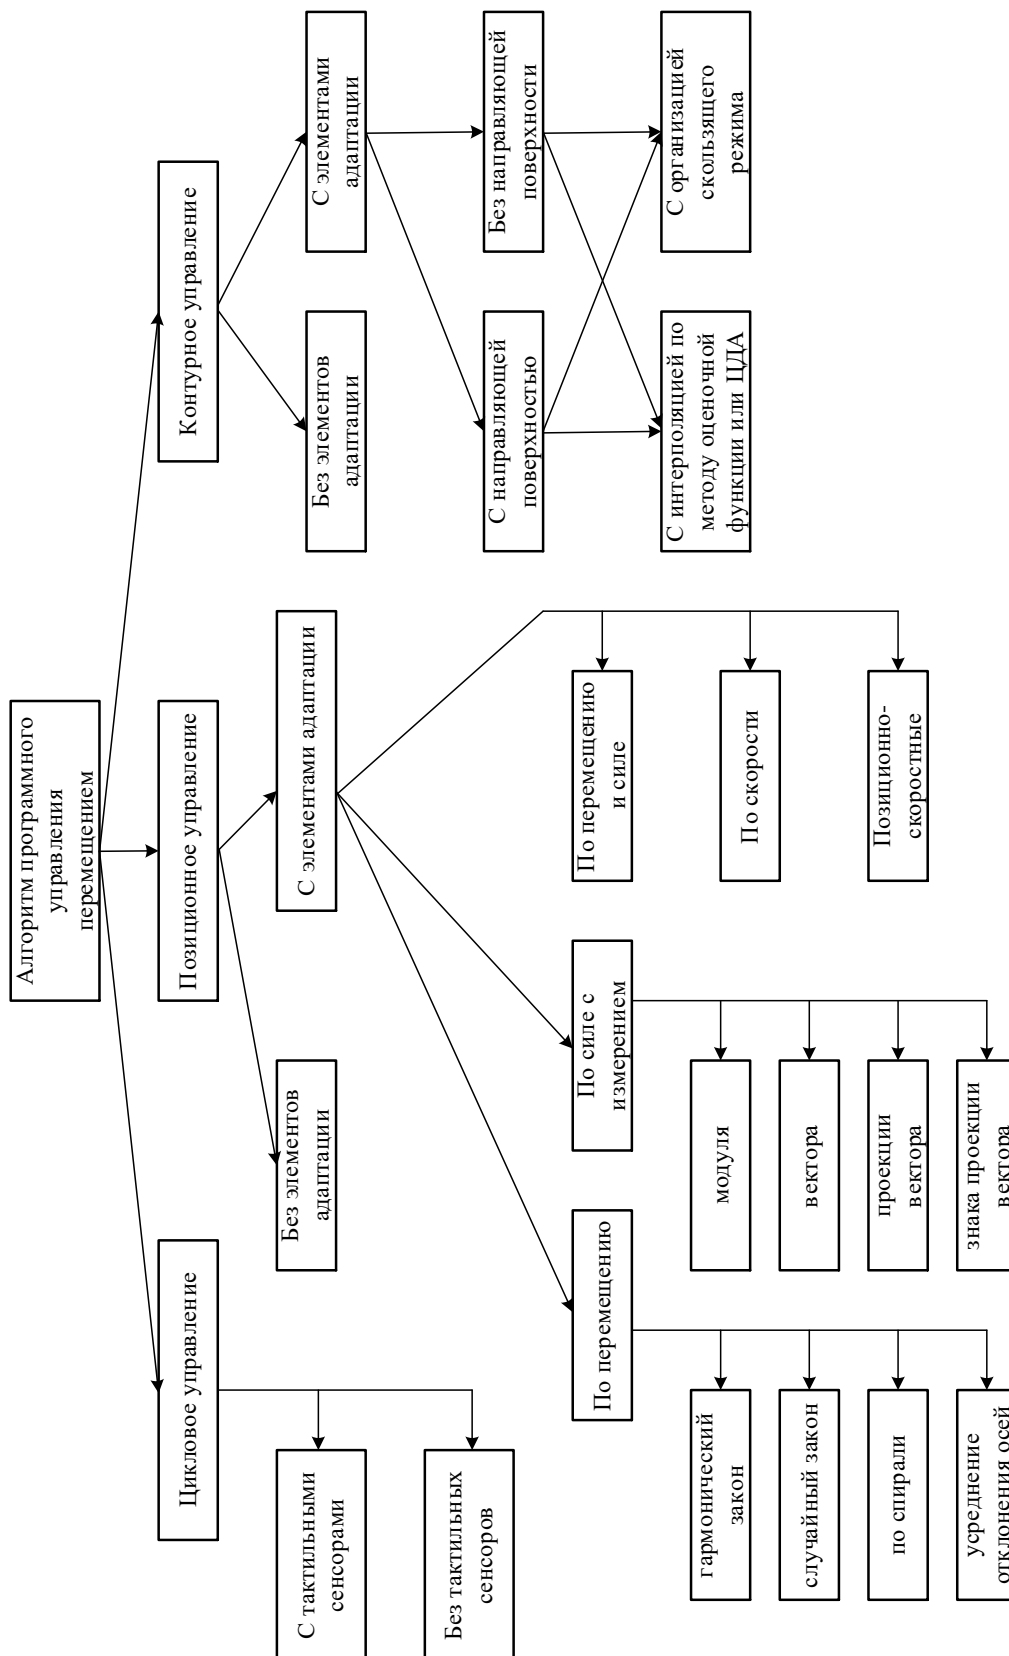 Алгоритм программного
управления
перемещением
Цикловое управление
Позиционное управление
Контурное управление
С тактильными
сенсорами
Без тактильных
сенсоров
Без элементов
адаптации
С элементами адаптации
Без элементов
адаптации
С элементами
адаптации
С направляющей
поверхностью
Без направляющей
поверхности
С интерполяцией по
методу оценочной
функции или ЦДА
С организацией
скользящего
режима
По перемещению
По силе с
измерением
По перемещению
и силе
По скорости
Позиционно-
скоростные
гармонический
закон
случайный закон
по спирали
усреднение
отклонения осей
модуля
вектора
проекции
вектора
знака проекции
вектора